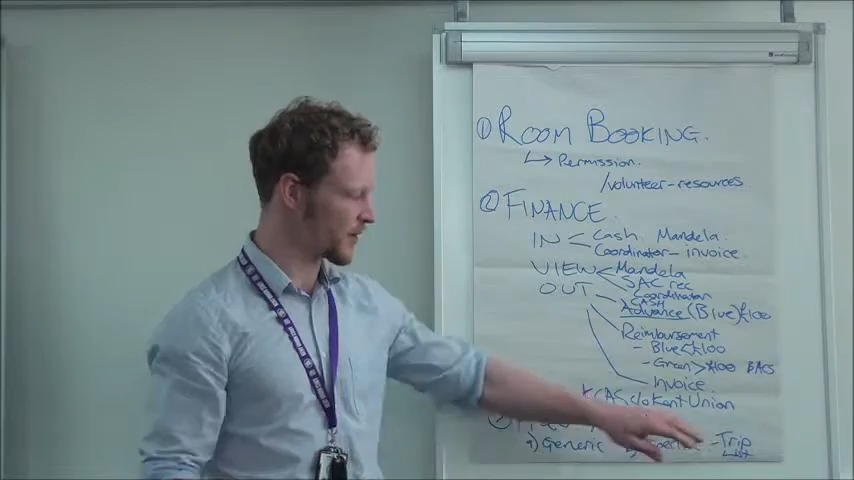 ① ROOM BOOKING.
↳ Permission.
/volunteer-resources
② FINANCE.
IN < Cash Mandela.
Coordinator - invoice
VIEW < Mandela
SAC rec
Coordinator
OUT - CASH
Advance (Blue) £100
Reimbursement
- Blue < £100
- Green > £100 BACS
Invoice.
KCAS c/o Kent Union
a) Generic - Trip
List